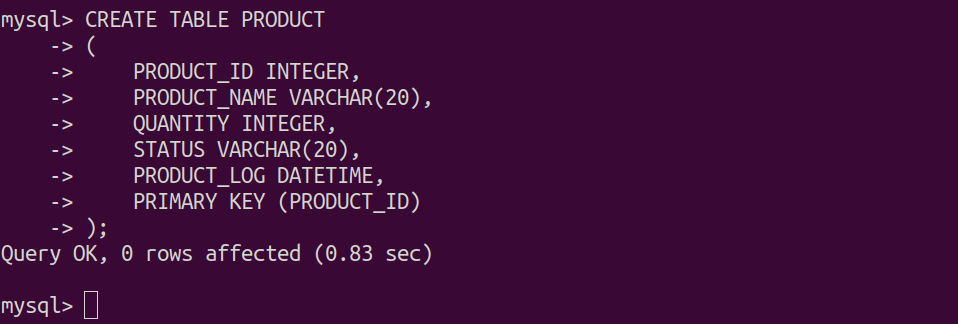 mysql> CREATE TABLE PRODUCT
    -> (
    ->     PRODUCT_ID INTEGER,
    ->     PRODUCT_NAME VARCHAR(20),
    ->     QUANTITY INTEGER,
    ->     STATUS VARCHAR(20),
    ->     PRODUCT_LOG DATETIME,
    ->     PRIMARY KEY (PRODUCT_ID)
    -> );
Query OK, 0 rows affected (0.83 sec)

mysql>